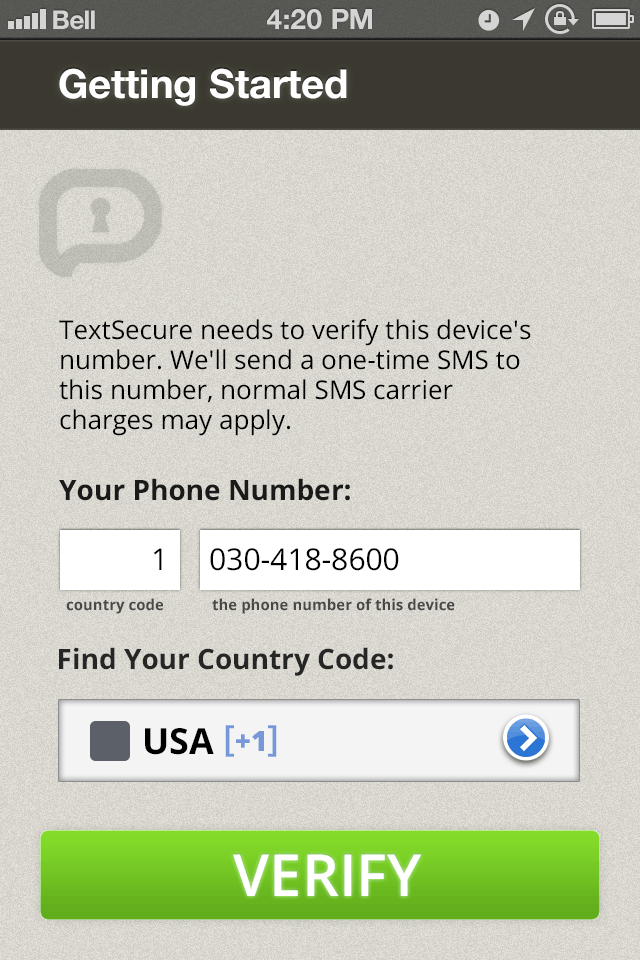 Bell 4:20 PM
Getting Started
TextSecure needs to verify this device's
number. We'll send a one-time SMS to
this number, normal SMS carrier
charges may apply.
Your Phone Number:
1 030-418-8600
country code the phone number of this device
Find Your Country Code:
USA [+1]
VERIFY